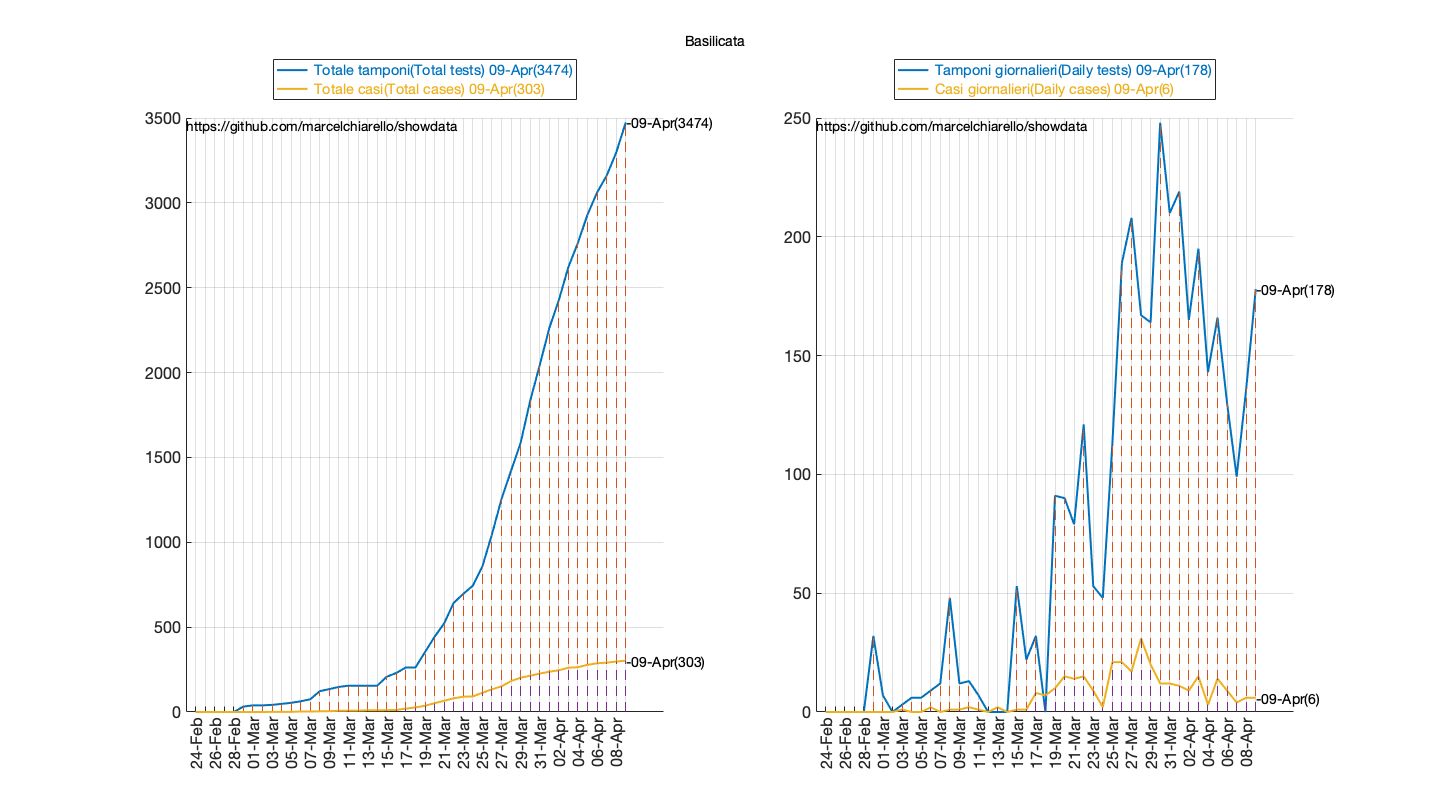 Basilicata
Totale tamponi(Total tests) 09-Apr(3474)
Totale casi(Total cases) 09-Apr(303)
3500
3000
2500
2000
1500
1000
500
0
https://github.com/marcelchiarello/showdata
-09-Apr(3474)
-09-Apr(303)
24-Feb
26-Feb
28-Feb
01-Mar
03-Mar
05-Mar
07-Mar
09-Mar
11-Mar
13-Mar
15-Mar
17-Mar
19-Mar
21-Mar
23-Mar
25-Mar
27-Mar
29-Mar
31-Mar
02-Apr
04-Apr
06-Apr
08-Apr
Tamponi giornalieri(Daily tests) 09-Apr(178)
Casi giornalieri(Daily cases) 09-Apr(6)
250
200
150
100
50
0
https://github.com/marcelchiarello/showdata
-09-Apr(178)
-09-Apr(6)
24-Feb
26-Feb
28-Feb
01-Mar
03-Mar
05-Mar
07-Mar
09-Mar
11-Mar
13-Mar
15-Mar
17-Mar
19-Mar
21-Mar
23-Mar
25-Mar
27-Mar
29-Mar
31-Mar
02-Apr
04-Apr
06-Apr
08-Apr